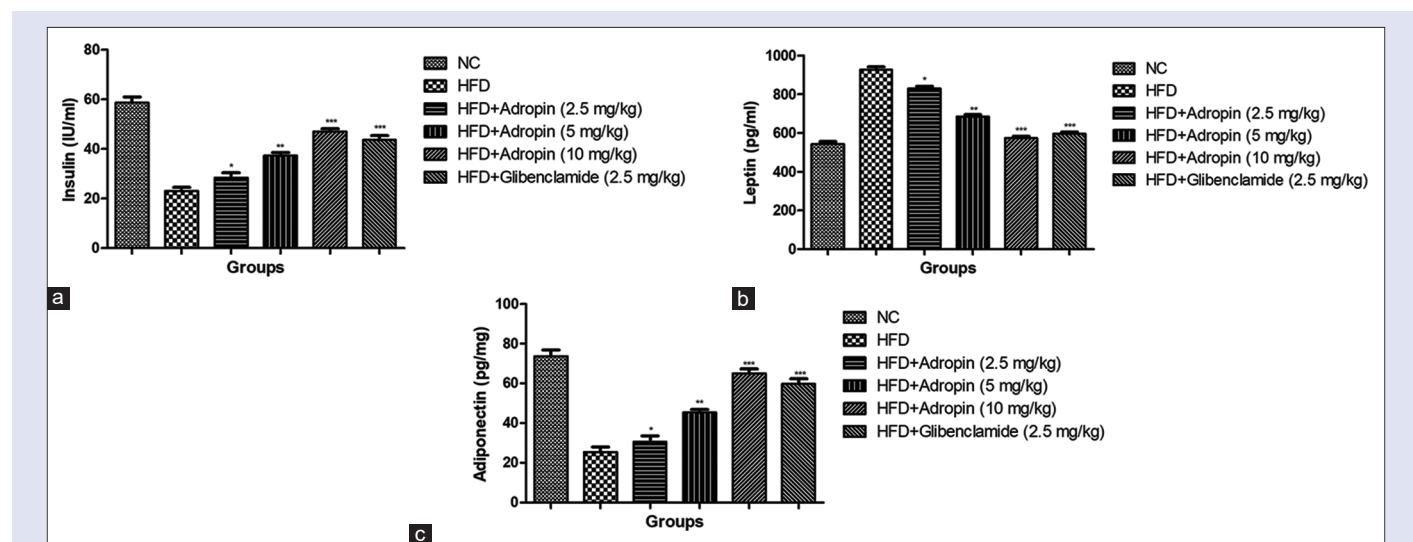 80
60
40
20
0
Insulin (IU/ml)
*
**
***
***
Groups
NC
HFD
HFD+Adropin (2.5 mg/kg)
HFD+Adropin (5 mg/kg)
HFD+Adropin (10 mg/kg)
HFD+Glibenclamide (2.5 mg/kg)
a
1000
800
600
400
200
0
Leptin (pg/ml)
*
**
***
***
Groups
NC
HFD
HFD+Adropin (2.5 mg/kg)
HFD+Adropin (5 mg/kg)
HFD+Adropin (10 mg/kg)
HFD+Glibenclamide (2.5 mg/kg)
b
100
80
60
40
20
0
Adiponectin (pg/mg)
*
**
***
***
Groups
NC
HFD
HFD+Adropin (2.5 mg/kg)
HFD+Adropin (5 mg/kg)
HFD+Adropin (10 mg/kg)
HFD+Glibenclamide (2.5 mg/kg)
c